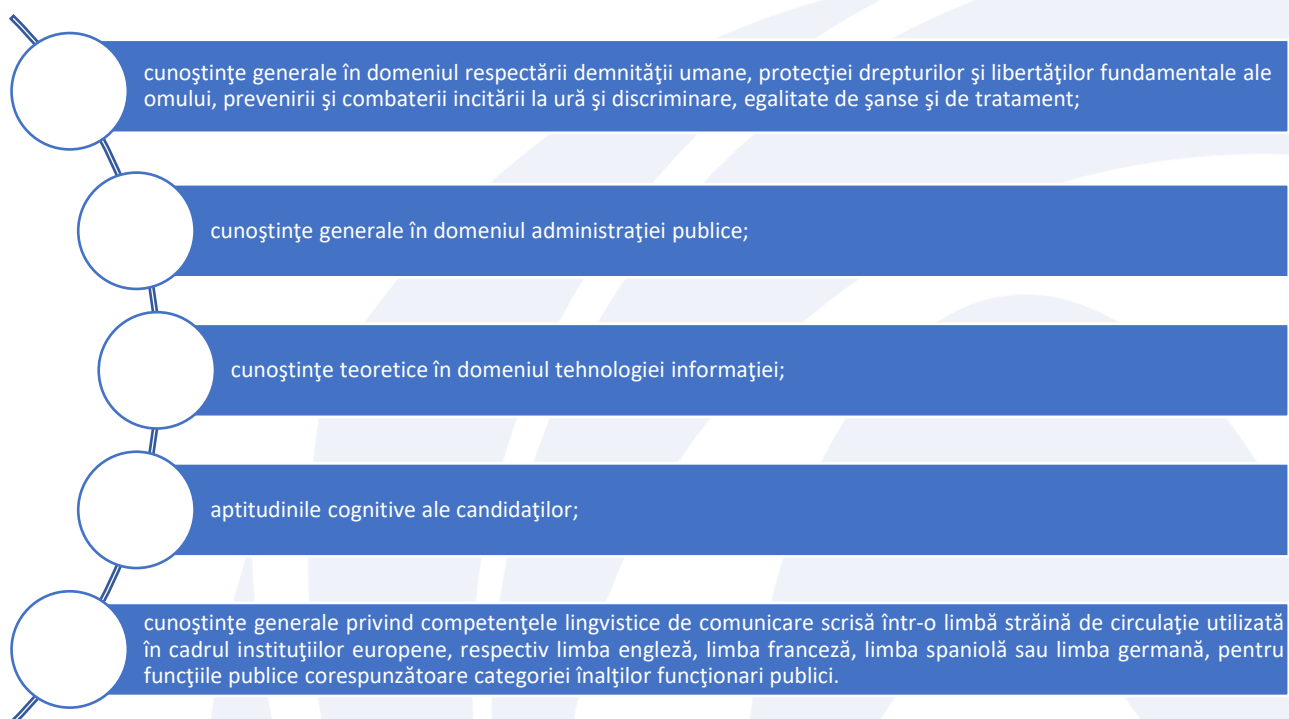 cunoştinţe generale în domeniul respectării demnităţii umane, protecţiei drepturilor şi libertăţilor fundamentale ale
omului, prevenirii şi combaterii incitării la ură şi discriminare, egalitate de şanse şi de tratament;
cunoştinţe generale în domeniul administraţiei publice;
cunoştinţe teoretice în domeniul tehnologiei informaţiei;
aptitudinile cognitive ale candidaţilor;
cunoştinţe generale privind competenţele lingvistice de comunicare scrisă într-o limbă străină de circulaţie utilizată
în cadrul instituţiilor europene, respectiv limba engleză, limba franceză, limba spaniolă sau limba germană, pentru
funcţiile publice corespunzătoare categoriei înalţilor funcţionari publici.